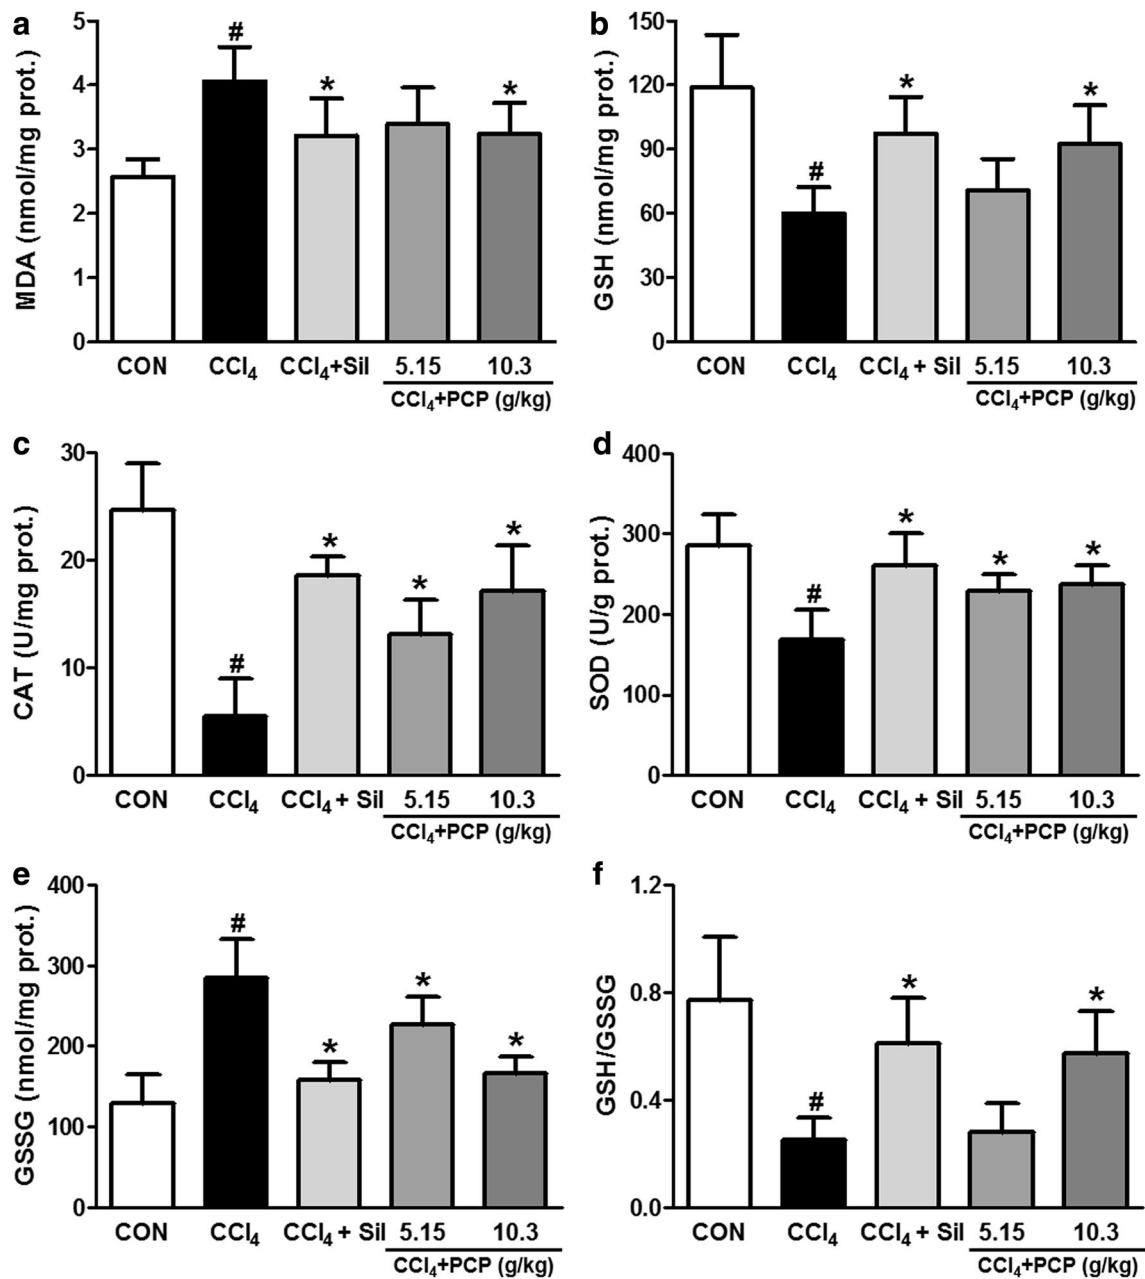 a
MDA (nmol/mg prot.)
5
4
3
2
1
0
#
*
*
CON CCl₄ CCl₄+Sil 5.15 10.3
CCl₄+PCP (g/kg)
b
GSH (nmol/mg prot.)
150
120
90
60
30
0
#
*
*
CON CCl₄ CCl₄ + Sil 5.15 10.3
CCl₄+PCP (g/kg)
c
CAT (U/mg prot.)
30
20
10
0
#
*
*
*
CON CCl₄ CCl₄ + Sil 5.15 10.3
CCl₄+PCP (g/kg)
d
SOD (U/g prot.)
400
300
200
100
0
#
*
*
*
CON CCl₄ CCl₄ + Sil 5.15 10.3
CCl₄+PCP (g/kg)
e
GSSG (nmol/mg prot.)
400
300
200
100
0
#
*
*
*
CON CCl₄ CCl₄ + Sil 5.15 10.3
CCl₄+PCP (g/kg)
f
GSH/GSSG
1.2
0.8
0.4
0.0
#
*
*
CON CCl₄ CCl₄ + Sil 5.15 10.3
CCl₄+PCP (g/kg)